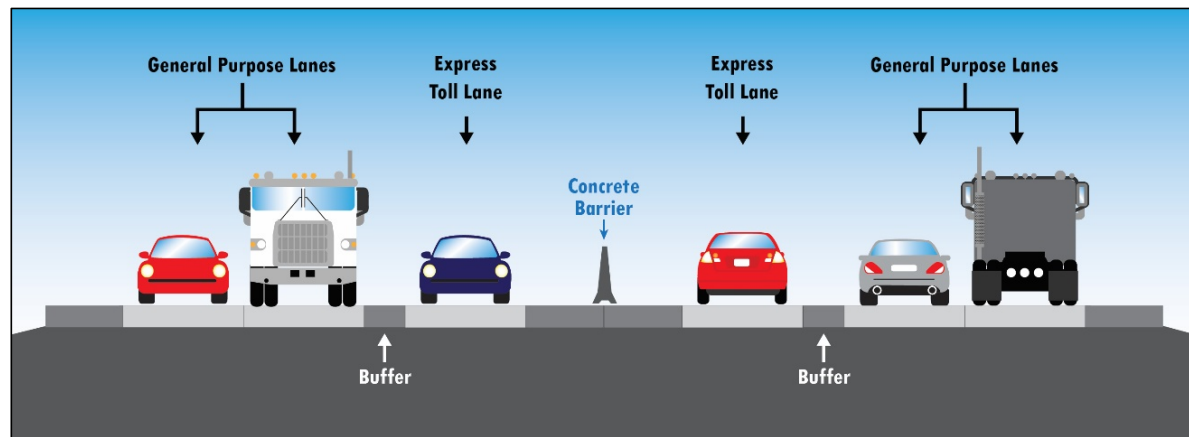 General Purpose Lanes
Express
Toll Lane
Express
Toll Lane
General Purpose Lanes
Concrete
Barrier
Buffer
Buffer